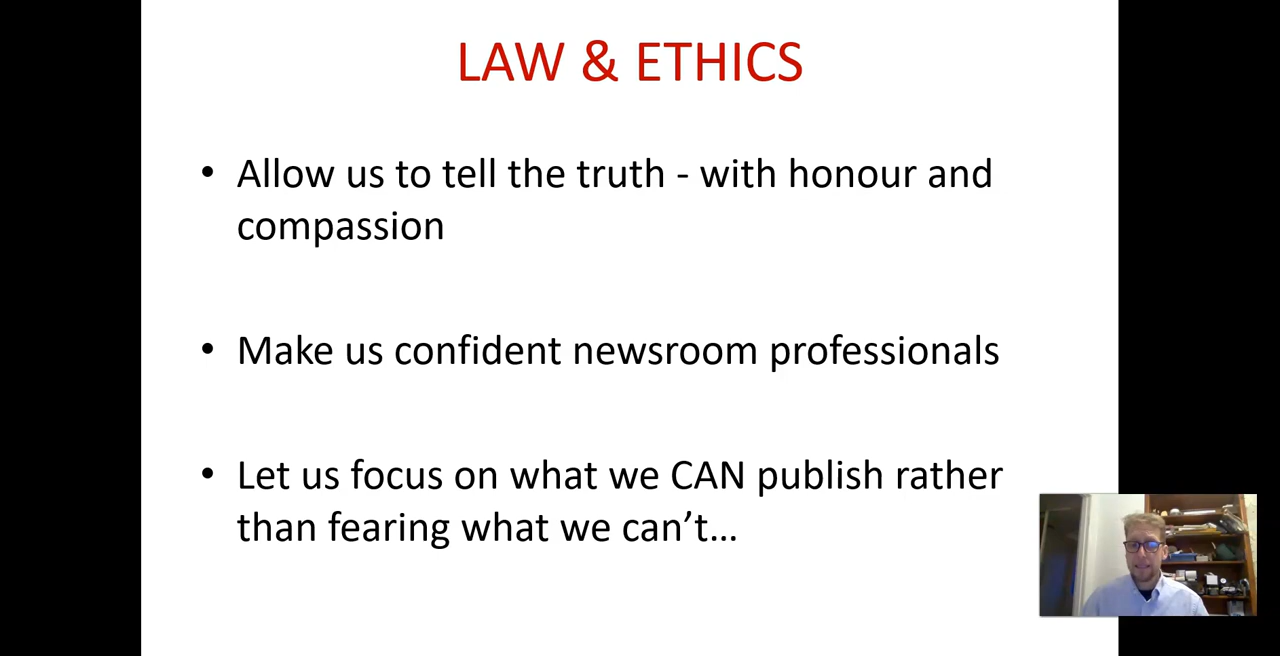 LAW & ETHICS
• Allow us to tell the truth - with honour and
compassion
• Make us confident newsroom professionals
• Let us focus on what we CAN publish rather
than fearing what we can’t…